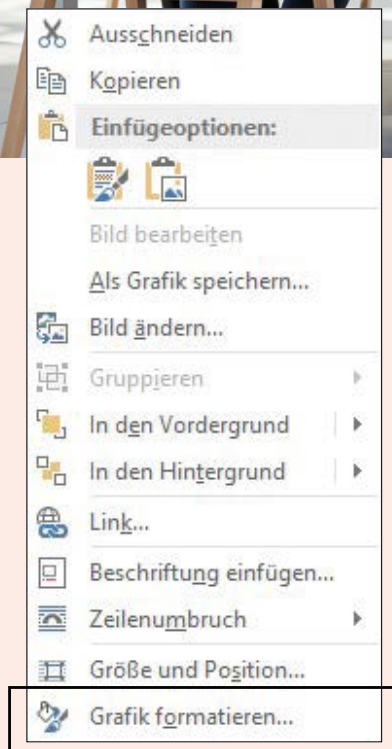 Ausschneiden
Kopieren
Einfügeoptionen:
Bild bearbeiten
Als Grafik speichern...
Bild ändern...
Gruppieren
In den Vordergrund
In den Hintergrund
Link...
Beschriftung einfügen...
Zeilenumbruch
Größe und Position...
Grafik formatieren...